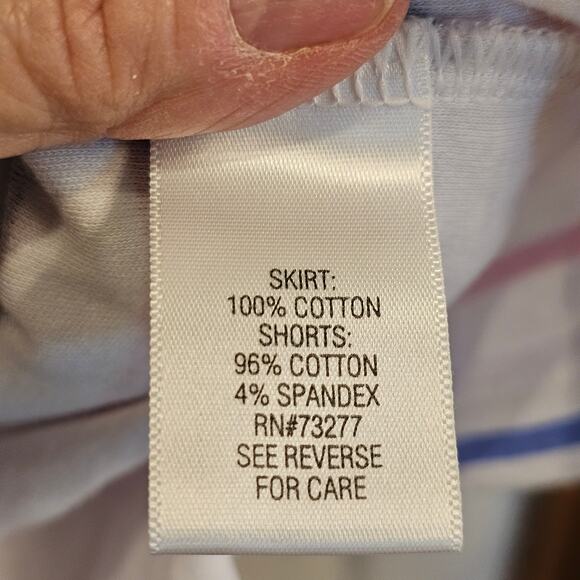 SKIRT:
100% COTTON
SHORTS:
96% COTTON
4% SPANDEX
RN#73277
SEE REVERSE
FOR CARE